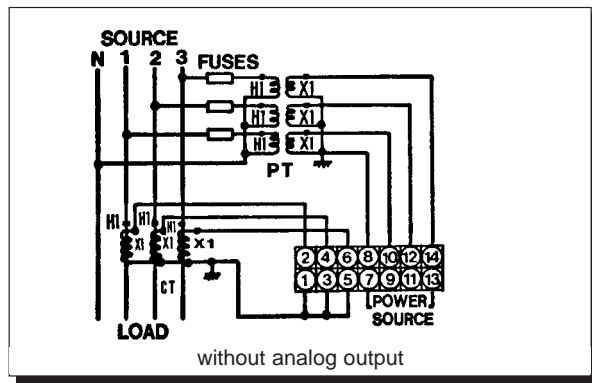 SOURCE
N 1 2 3 FUSES
H1 X1
H1 X1
H1 X1
PT
H1 H1 H1
X1 X1 X1
CT
2 4 6 8 10 12 14
1 3 5 7 9 11 13
POWER
SOURCE
LOAD
without analog output